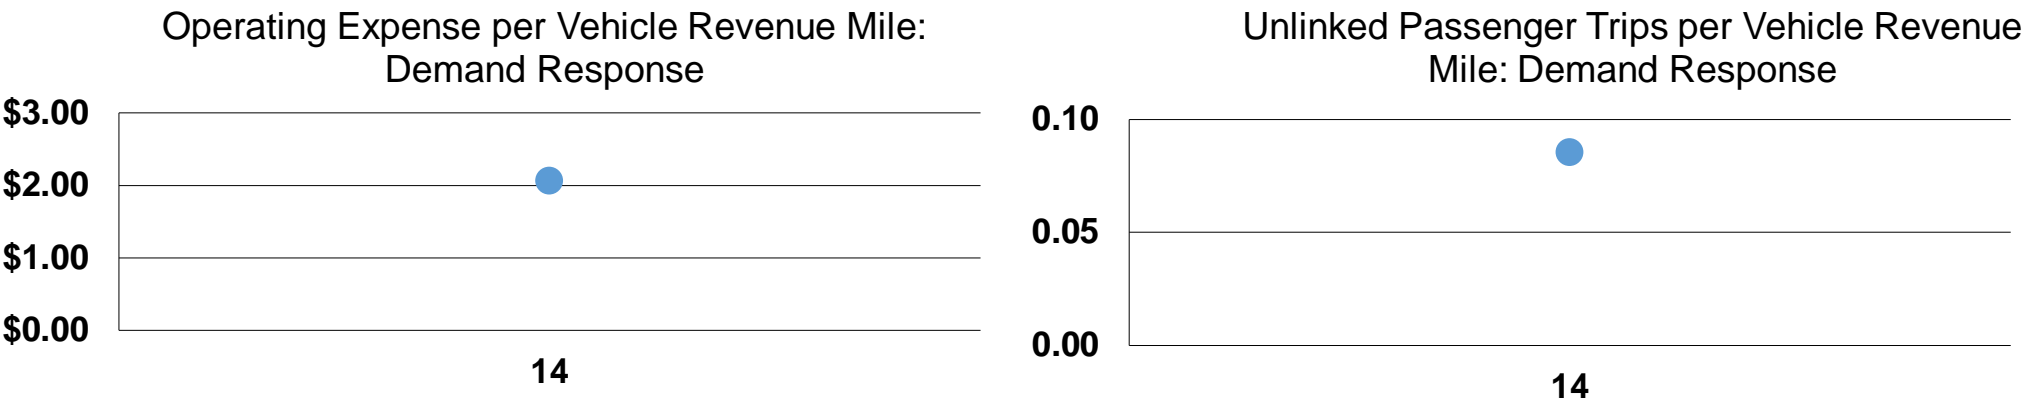 Operating Expense per Vehicle Revenue Mile:
Demand Response
$3.00
$2.00
$1.00
$0.00
14
Unlinked Passenger Trips per Vehicle Revenue
Mile: Demand Response
0.10
0.05
0.00
14